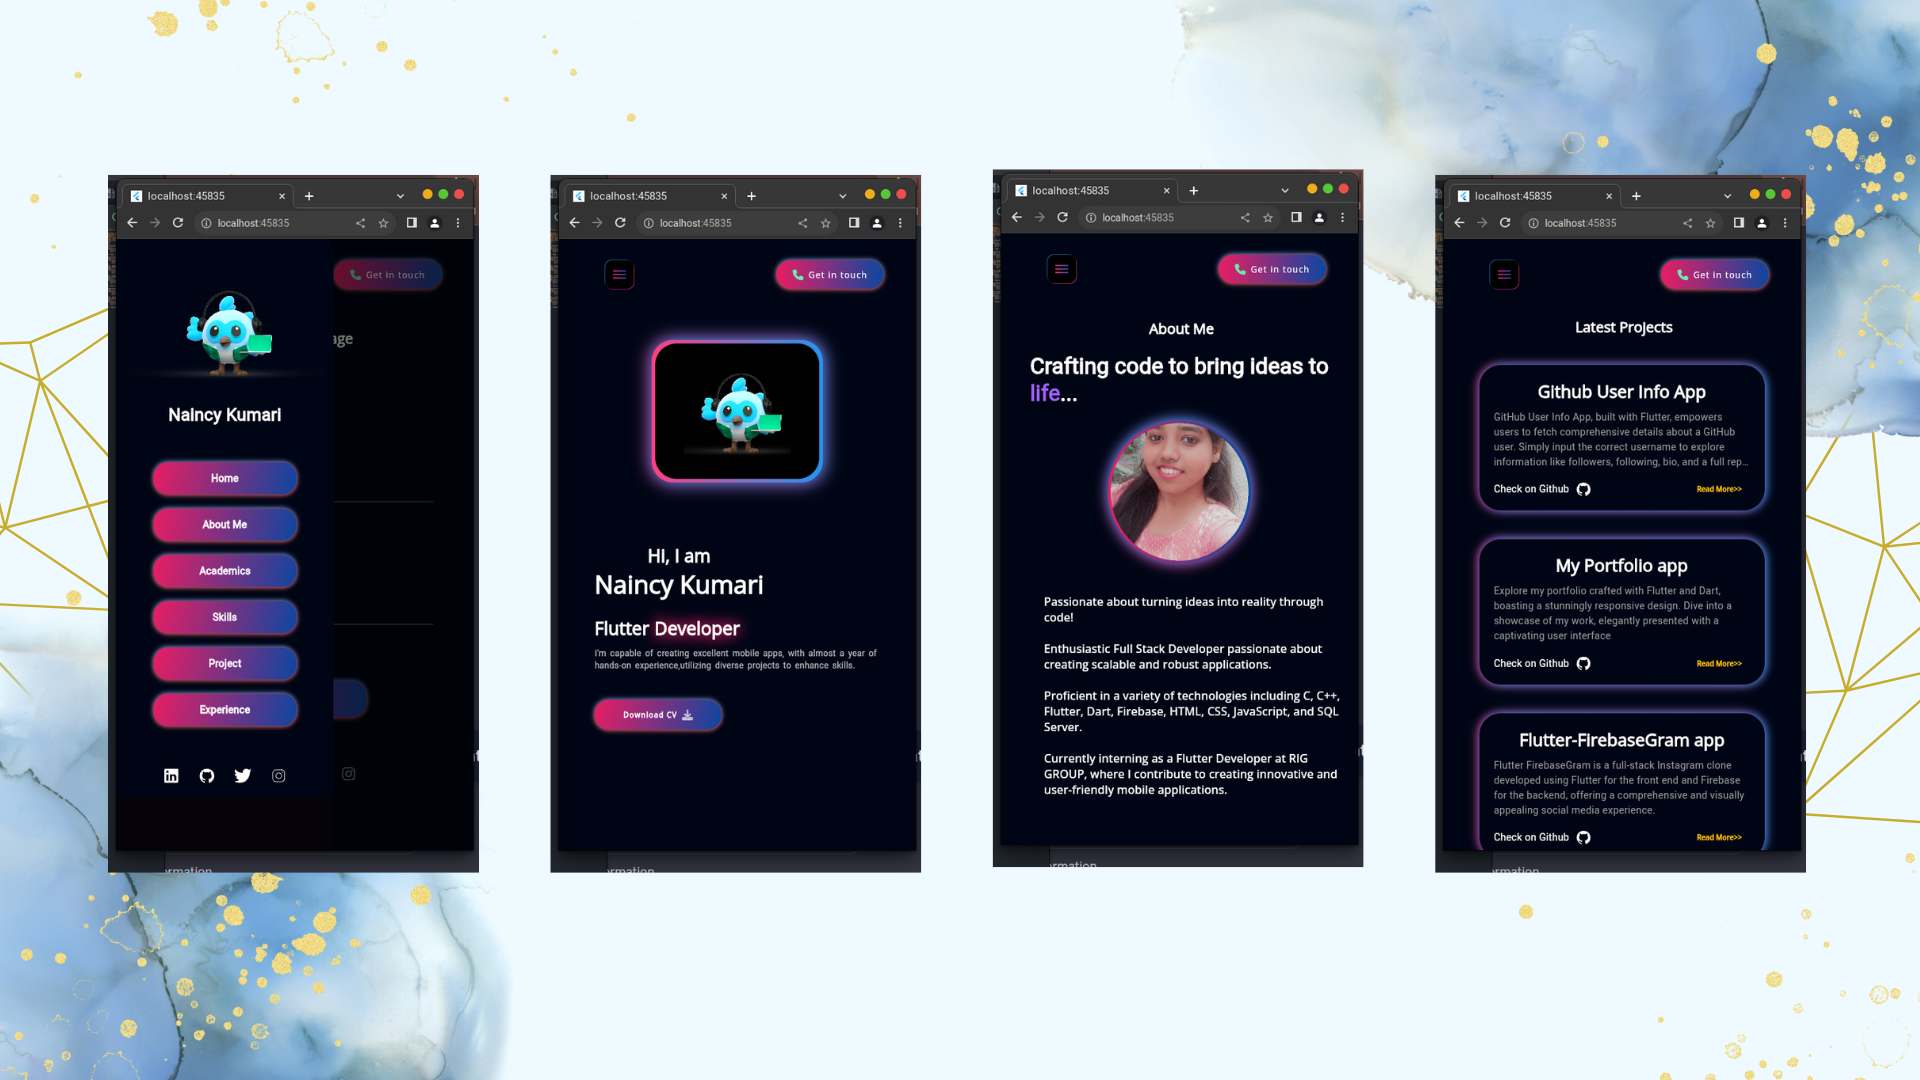 localhost:45835
localhost:45835
Get in touch
age
Naincy Kumari
Home
About Me
Academics
Skills
Project
Experience
rmation
localhost:45835
localhost:45835
Get in touch
Hi, I am
Naincy Kumari
Flutter Developer
I'm capable of creating excellent mobile apps, with almost a year of
hands-on experience,utilizing diverse projects to enhance skills.
Download CV
ormation
localhost:45835
localhost:45835
Get in touch
About Me
Crafting code to bring ideas to
life...
Passionate about turning ideas into reality through
code!
Enthusiastic Full Stack Developer passionate about
creating scalable and robust applications.
Proficient in a variety of technologies including C, C++,
Flutter, Dart, Firebase, HTML, CSS, JavaScript, and SQL
Server.
Currently interning as a Flutter Developer at RIG
GROUP, where I contribute to creating innovative and
user-friendly mobile applications.
ormation
localhost:45835
localhost:45835
Get in touch
Latest Projects
Github User Info App
GitHub User Info App, built with Flutter, empowers
users to fetch comprehensive details about a GitHub
user. Simply input the correct username to explore
information like followers, following, bio, and a full rep...
Check on Github
Read More>>
My Portfolio app
Explore my portfolio crafted with Flutter and Dart,
boasting a stunningly responsive design. Dive into a
showcase of my work, elegantly presented with a
captivating user interface
Check on Github
Read More>>
Flutter-FirebaseGram app
Flutter FirebaseGram is a full-stack Instagram clone
developed using Flutter for the front end and Firebase
for the backend, offering a comprehensive and visually
appealing social media experience.
Check on Github
Read More>>
ormation